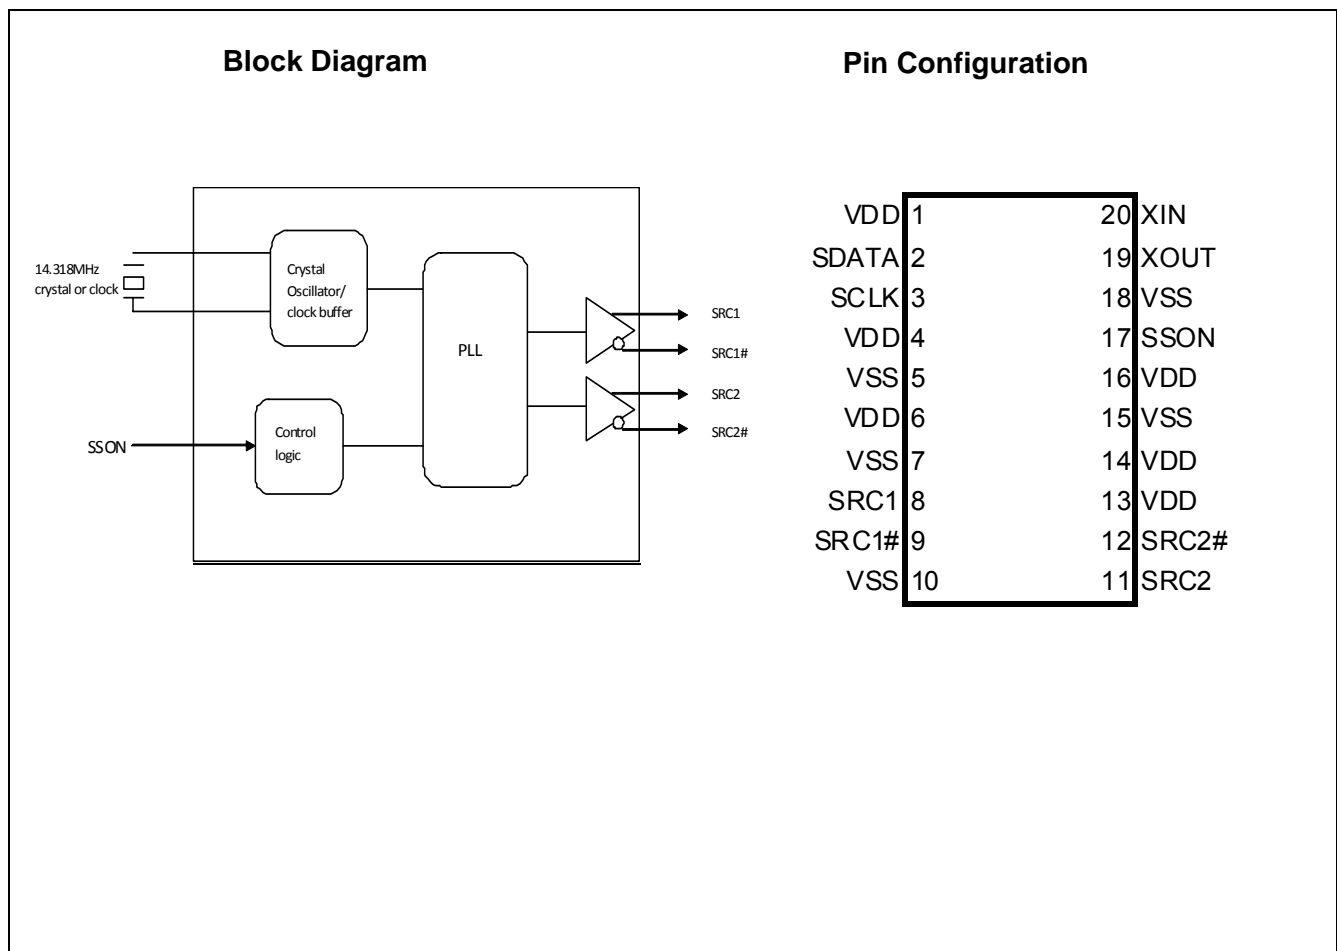 Block Diagram
Pin Configuration
14.318MHz
crystal or clock
Crystal
Oscillator/
clock buffer
PLL
SRC1
SRC1#
SRC2
SRC2#
SSON
Control
logic
VDD 1 20 XIN
SDATA 2 19 XOUT
SCLK 3 18 VSS
VDD 4 17 SSON
VSS 5 16 VDD
VDD 6 15 VSS
VSS 7 14 VDD
SRC1 8 13 VDD
SRC1# 9 12 SRC2#
VSS 10 11 SRC2